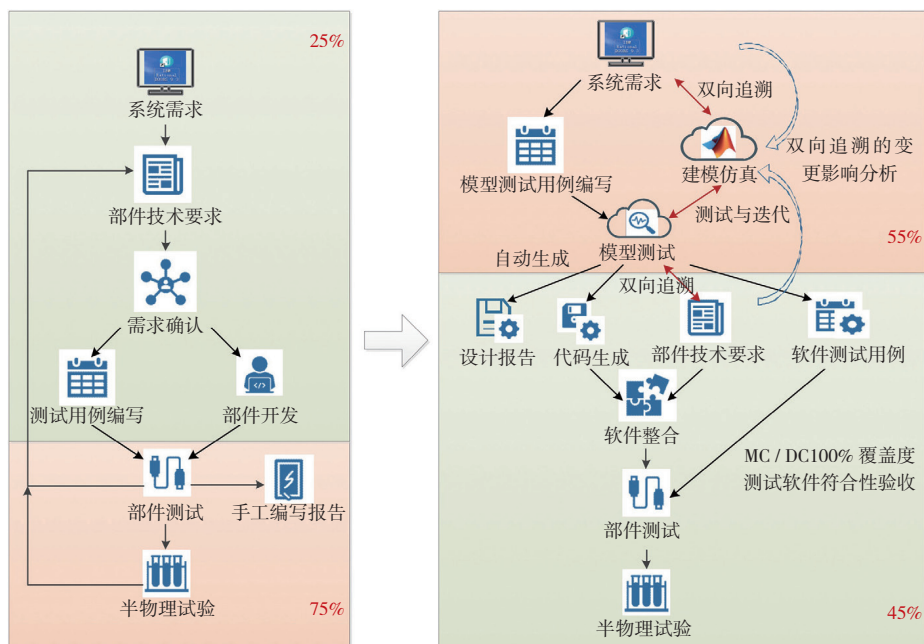 25%
系统需求
部件技术要求
需求确认
测试用例编写
部件开发
部件测试
手工编写报告
半物理试验
75%
系统需求
双向追溯
模型测试用例编写
建模仿真
双向追溯的变
更影响分析
测试与迭代
模型测试
55%
自动生成
双向追溯
设计报告
代码生成
部件技术要求
软件测试用例
软件整合
MC / DC100% 覆盖度
测试软件符合性验收
部件测试
半物理试验
45%